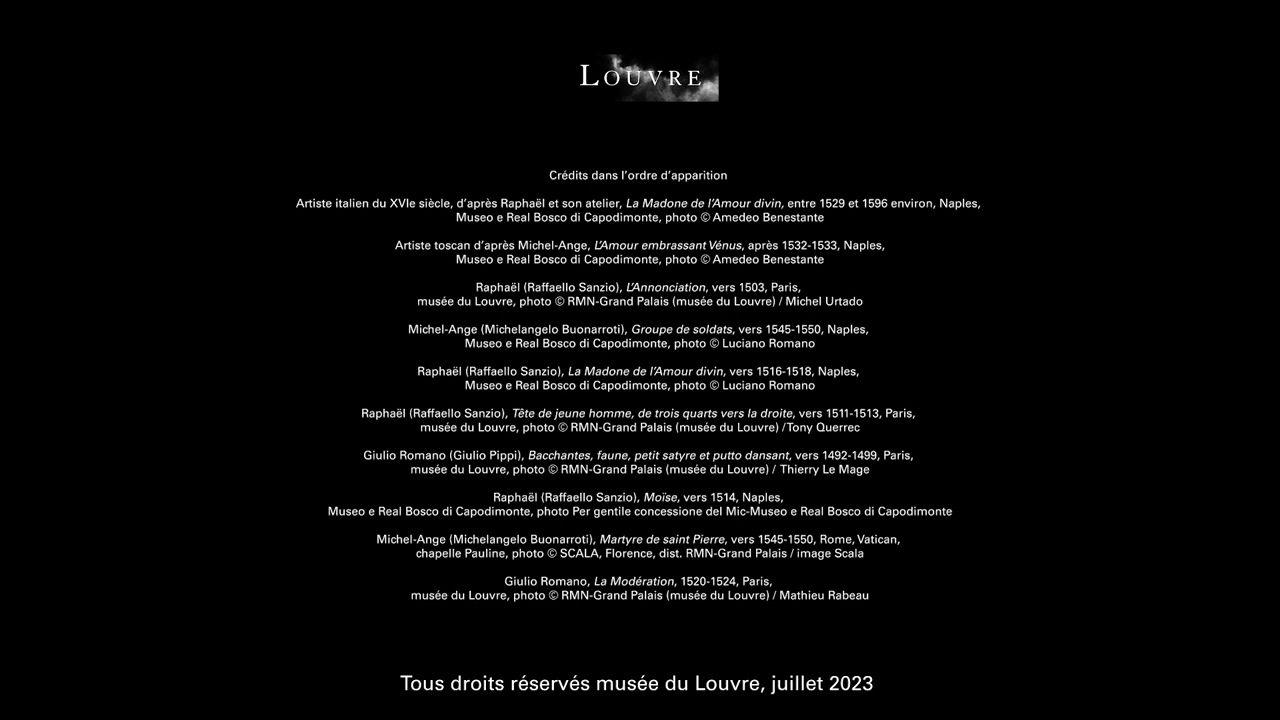 LOUVRE
Crédits dans l’ordre d’apparition
Artiste italien du XVIe siècle, d’après Raphaël et son atelier, La Madone de l’Amour divin, entre 1529 et 1596 environ, Naples,
Museo e Real Bosco di Capodimonte, photo © Amedeo Benestante
Artiste toscan d’après Michel-Ange, L’Amour embrassant Vénus, après 1532-1533, Naples,
Museo e Real Bosco di Capodimonte, photo © Amedeo Benestante
Raphaël (Raffaello Sanzio), L’Annonciation, vers 1503, Paris,
musée du Louvre, photo © RMN-Grand Palais (musée du Louvre) / Michel Urtado
Michel-Ange (Michelangelo Buonarroti), Groupe de soldats, vers 1545-1550, Naples,
Museo e Real Bosco di Capodimonte, photo © Luciano Romano
Raphaël (Raffaello Sanzio), La Madone de l’Amour divin, vers 1516-1518, Naples,
Museo e Real Bosco di Capodimonte, photo © Luciano Romano
Raphaël (Raffaello Sanzio), Tête de jeune homme, de trois quarts vers la droite, vers 1511-1513, Paris,
musée du Louvre, photo © RMN-Grand Palais (musée du Louvre) /Tony Querrec
Giulio Romano (Giulio Pippi), Bacchantes, faune, petit satyre et putto dansant, vers 1492-1499, Paris,
musée du Louvre, photo © RMN-Grand Palais (musée du Louvre) / Thierry Le Mage
Raphaël (Raffaello Sanzio), Moïse, vers 1514, Naples,
Museo e Real Bosco di Capodimonte, photo Per gentile concessione del Mic-Museo e Real Bosco di Capodimonte
Michel-Ange (Michelangelo Buonarroti), Martyre de saint Pierre, vers 1545-1550, Rome, Vatican,
chapelle Pauline, photo © SCALA, Florence, dist. RMN-Grand Palais / image Scala
Giulio Romano, La Modération, 1520-1524, Paris,
musée du Louvre, photo © RMN-Grand Palais (musée du Louvre) / Mathieu Rabeau
Tous droits réservés musée du Louvre, juillet 2023